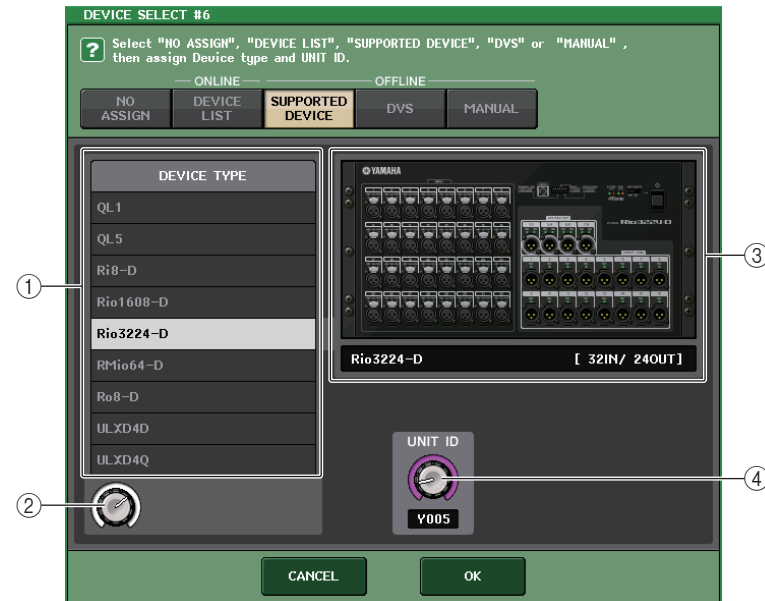 DEVICE SELECT #6
? Select "NO ASSIGN", "DEVICE LIST", "SUPPORTED DEVICE", "DVS" or "MANUAL" ,
then assign Device type and UNIT ID.
ONLINE OFFLINE
NO ASSIGN
DEVICE LIST
SUPPORTED DEVICE
DVS
MANUAL
DEVICE TYPE
QL1
QL5
Ri8-D
Rio1608-D
Rio3224-D
RMio64-D
Ro8-D
ULXD4D
ULXD4Q
YAMAHA
Rio3224-D
Rio3224-D [ 32IN/ 24OUT]
UNIT ID
Y005
CANCEL
OK
1
2
3
4